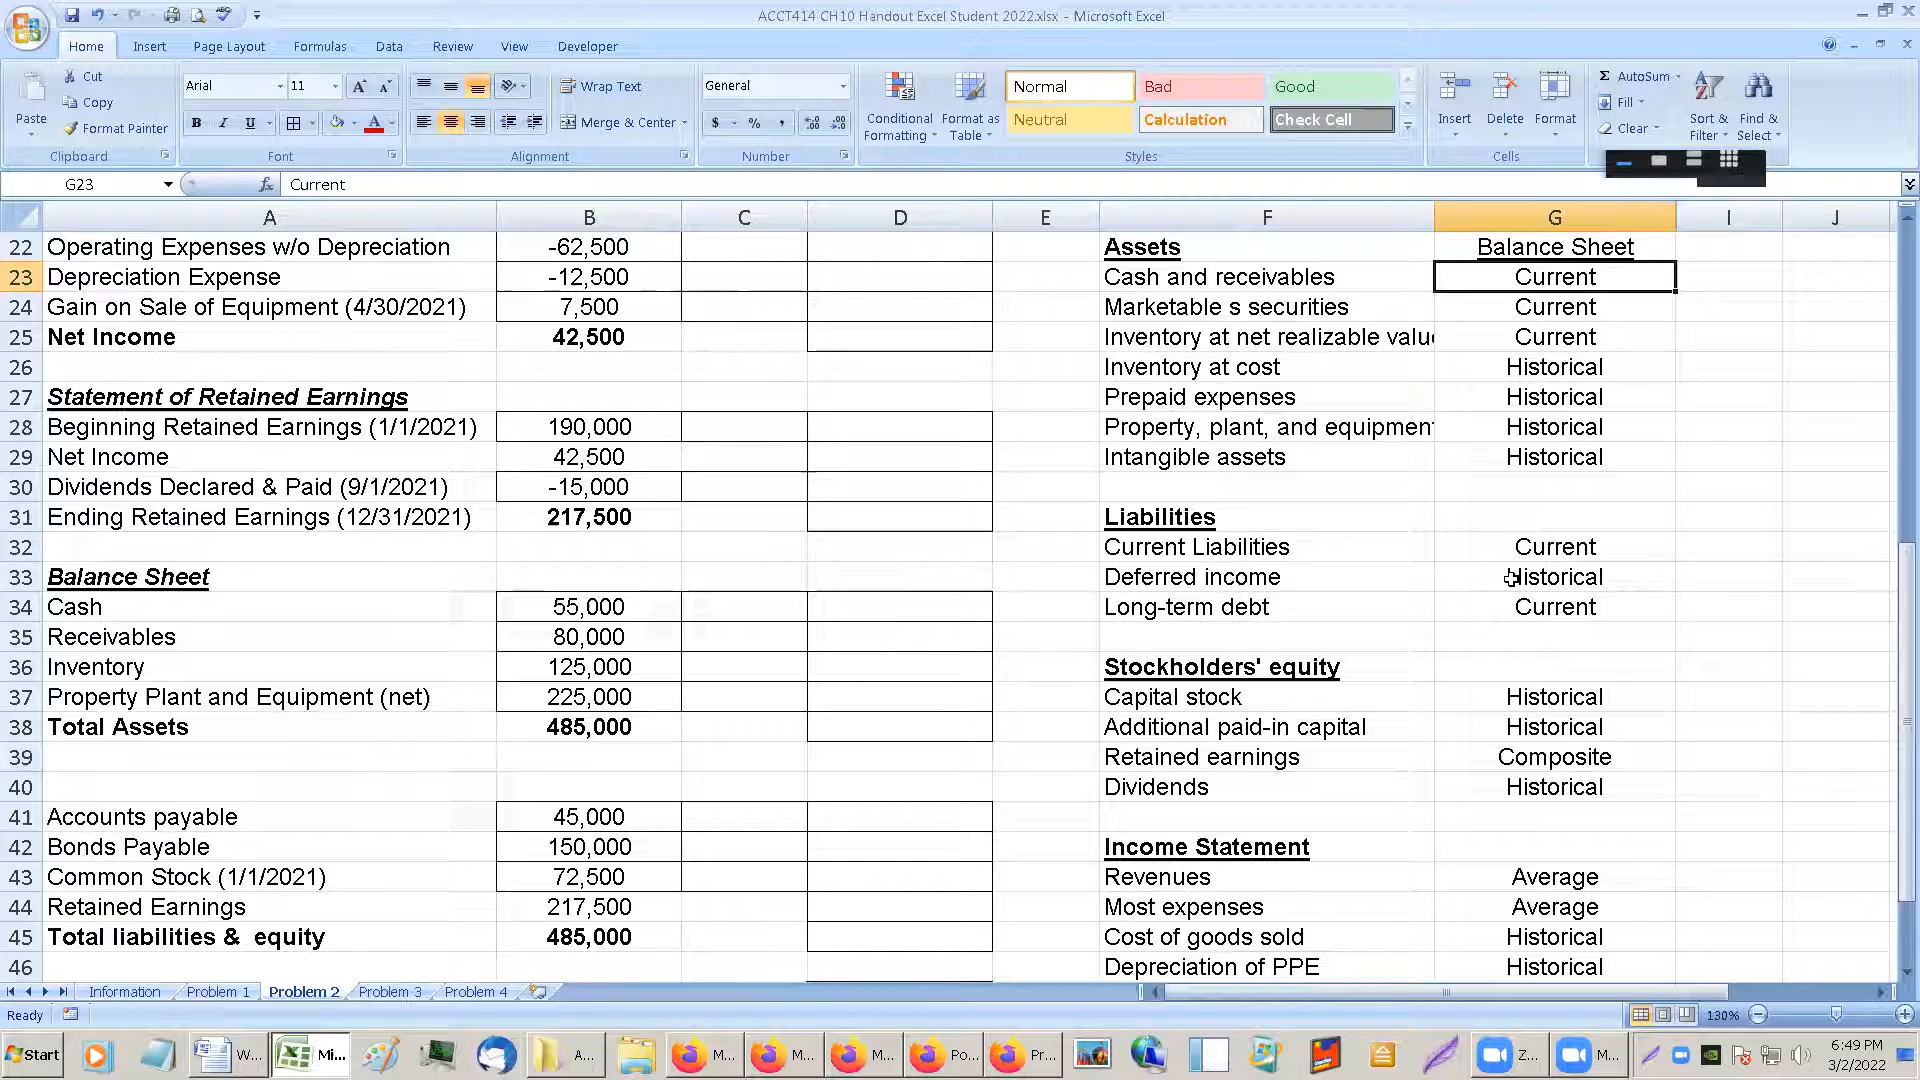 ACCT414 CH10 Handout Excel Student 2022.xlsx - Microsoft Excel
Home Insert Page Layout Formulas Data Review View Developer
Paste Cut Copy Format Painter Clipboard
Arial 11 B I U Font
Wrap Text Merge & Center Alignment
General $ % , Number
Conditional Formatting Format as Table Normal Bad Good Neutral Calculation Check Cell Styles
Insert Delete Format Cells
AutoSum Fill Clear Sort & Filter Find & Select
G23 fx Current
A B C D E F G I J
22 Operating Expenses w/o Depreciation -62,500 Assets Balance Sheet
23 Depreciation Expense -12,500 Cash and receivables Current
24 Gain on Sale of Equipment (4/30/2021) 7,500 Marketable s securities Current
25 Net Income 42,500 Inventory at net realizable value Current
26 Inventory at cost Historical
27 Statement of Retained Earnings Prepaid expenses Historical
28 Beginning Retained Earnings (1/1/2021) 190,000 Property, plant, and equipment Historical
29 Net Income 42,500 Intangible assets Historical
30 Dividends Declared & Paid (9/1/2021) -15,000
31 Ending Retained Earnings (12/31/2021) 217,500 Liabilities
32 Current Liabilities Current
33 Balance Sheet Deferred income Historical
34 Cash 55,000 Long-term debt Current
35 Receivables 80,000
36 Inventory 125,000 Stockholders' equity
37 Property Plant and Equipment (net) 225,000 Capital stock Historical
38 Total Assets 485,000 Additional paid-in capital Historical
39 Retained earnings Composite
40 Dividends Historical
41 Accounts payable 45,000
42 Bonds Payable 150,000 Income Statement
43 Common Stock (1/1/2021) 72,500 Revenues Average
44 Retained Earnings 217,500 Most expenses Average
45 Total liabilities & equity 485,000 Cost of goods sold Historical
46 Depreciation of PPE Historical
Information Problem 1 Problem 2 Problem 3 Problem 4
Ready 130%
Start W... Mi... A... M... M... M... Po... Pr... Z... M... 6:49 PM
3/2/2022